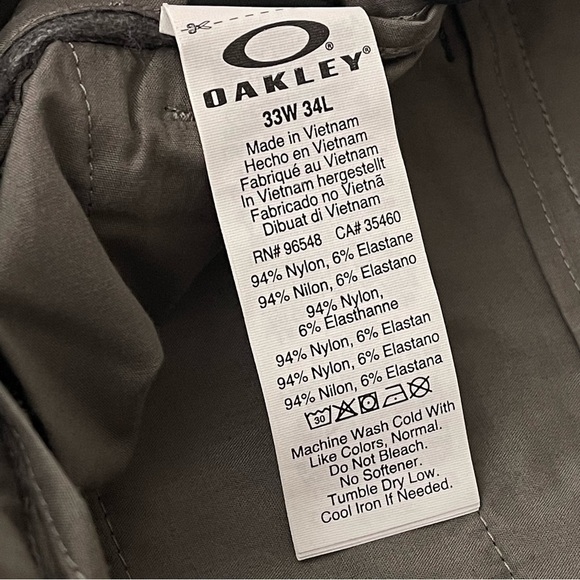 OAKLEY
33W 34L
Made in Vietnam
Hecho en Vietnam
Fabriqué au Vietnam
In Vietnam hergestellt
Fabricado no Vietnã
Dibuat di Vietnam
RN# 96548 CA# 35460
94% Nylon, 6% Elastane
94% Nilon, 6% Elastano
94% Nylon,
6% Élasthanne
94% Nylon, 6% Elastan
94% Nylon, 6% Elastano
94% Nilon, 6% Elastana
30
Machine Wash Cold With
Like Colors, Normal.
Do Not Bleach.
No Softener.
Tumble Dry Low.
Cool Iron If Needed.